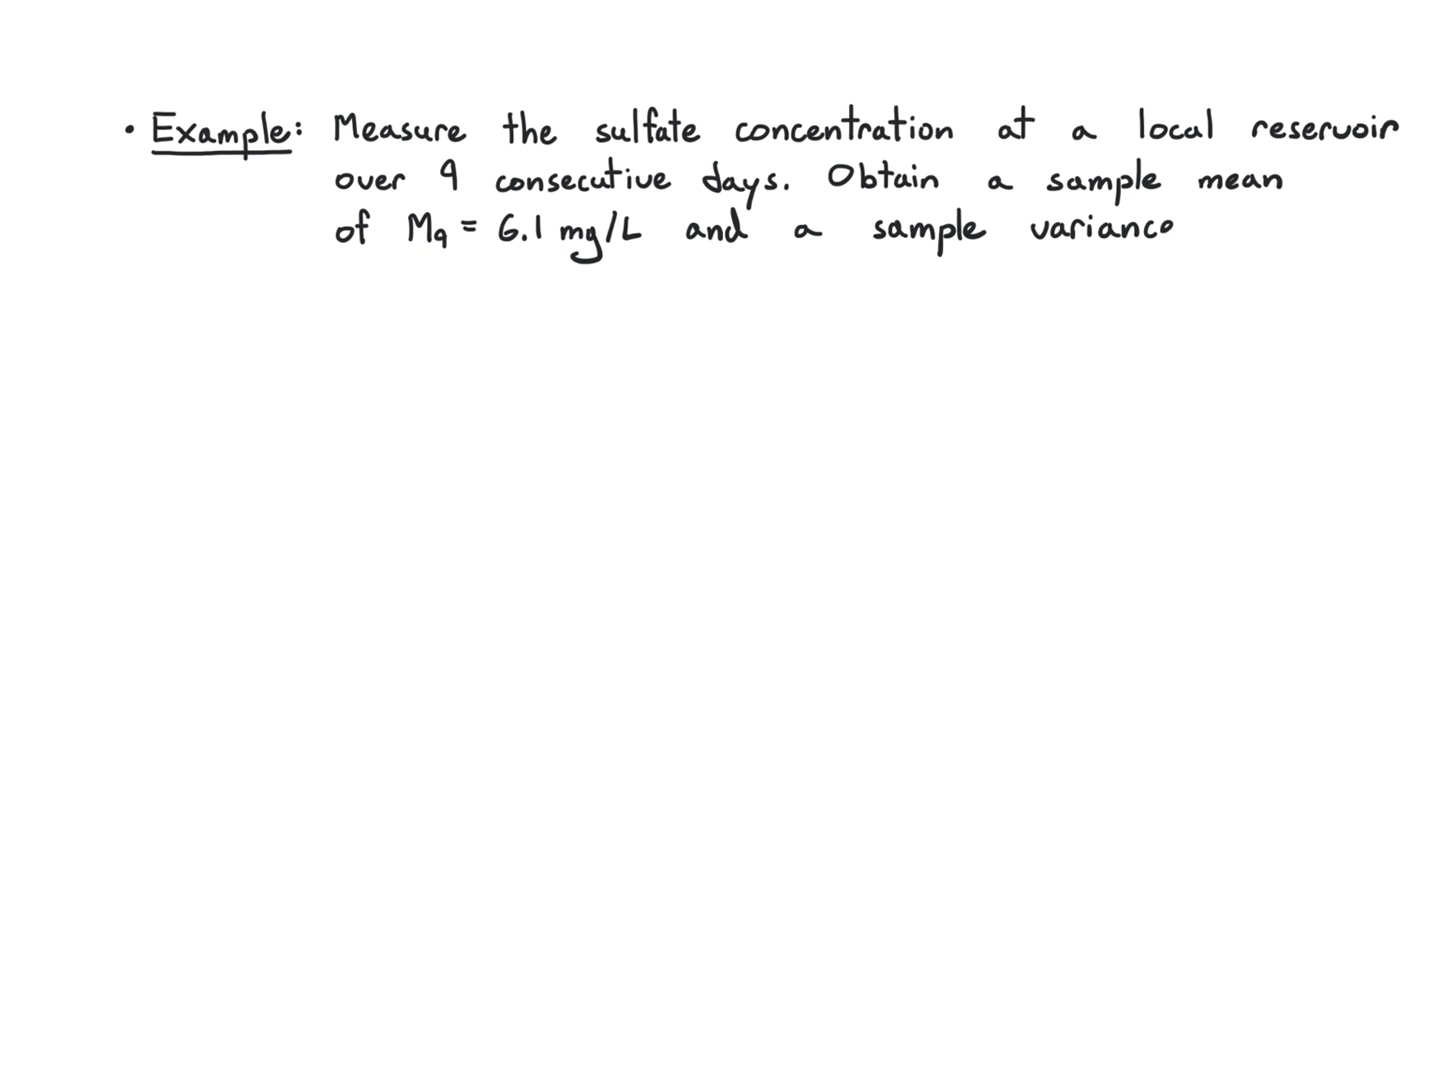 • Example: Measure the sulfate concentration at a local reservoir
over 9 consecutive days. Obtain a sample mean
of M₉ = 6.1 mg/L and a sample variance